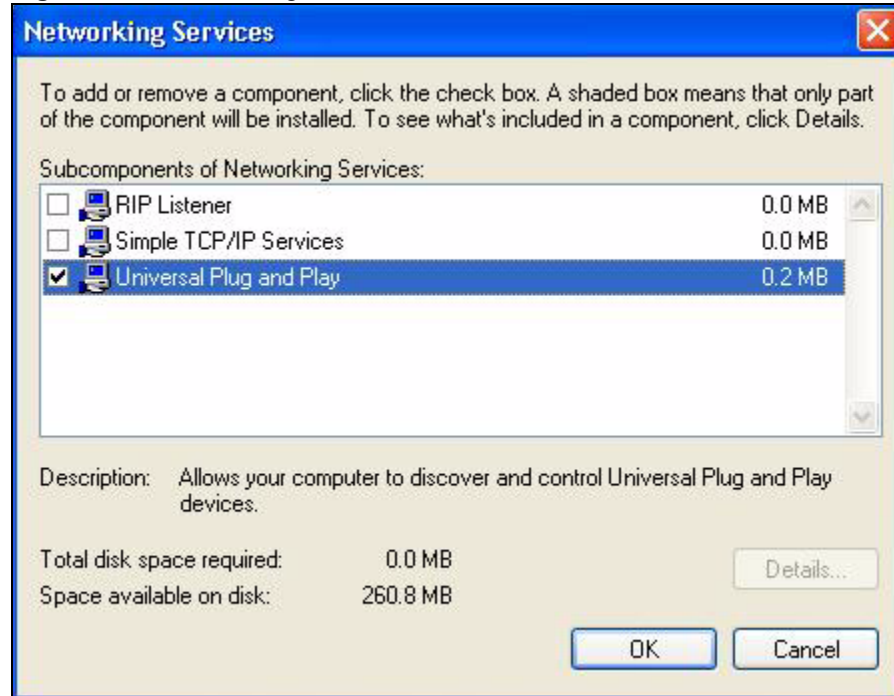 Networking Services
To add or remove a component, click the check box. A shaded box means that only part
of the component will be installed. To see what's included in a component, click Details.
Subcomponents of Networking Services:
RIP Listener 0.0 MB
Simple TCP/IP Services 0.0 MB
Universal Plug and Play 0.2 MB
Description: Allows your computer to discover and control Universal Plug and Play
devices.
Total disk space required: 0.0 MB
Details...
Space available on disk: 260.8 MB
OK Cancel